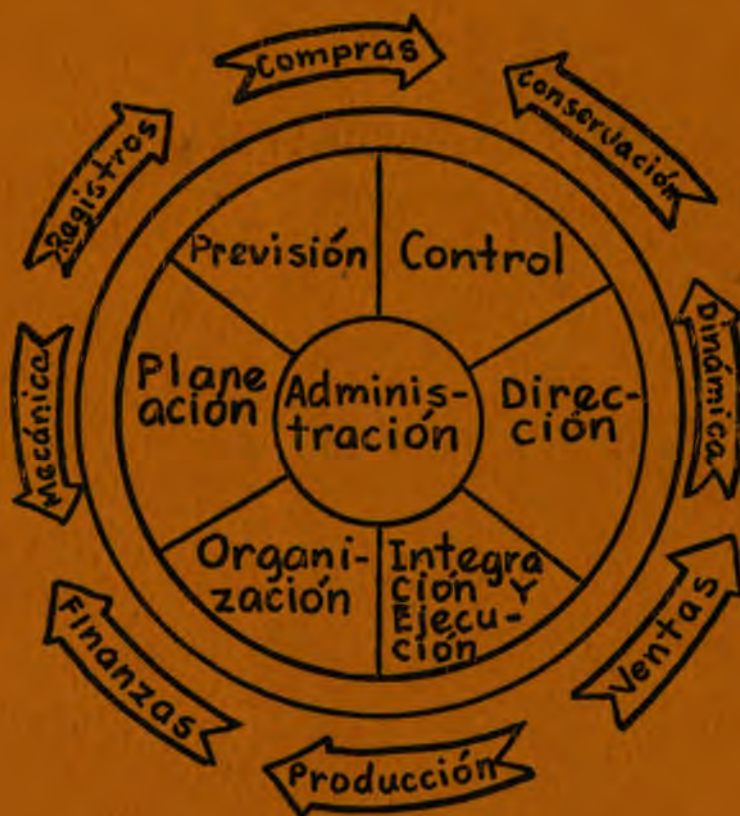 Compras
Conservación
Registros
Previsión
Control
Dinámica
Mecánica
Plane
ación
Adminis-
tración
Direc-
ción
Organi-
zación
Integra
ción Y
Ejecu-
ción
Finanzas
Ventas
Producción